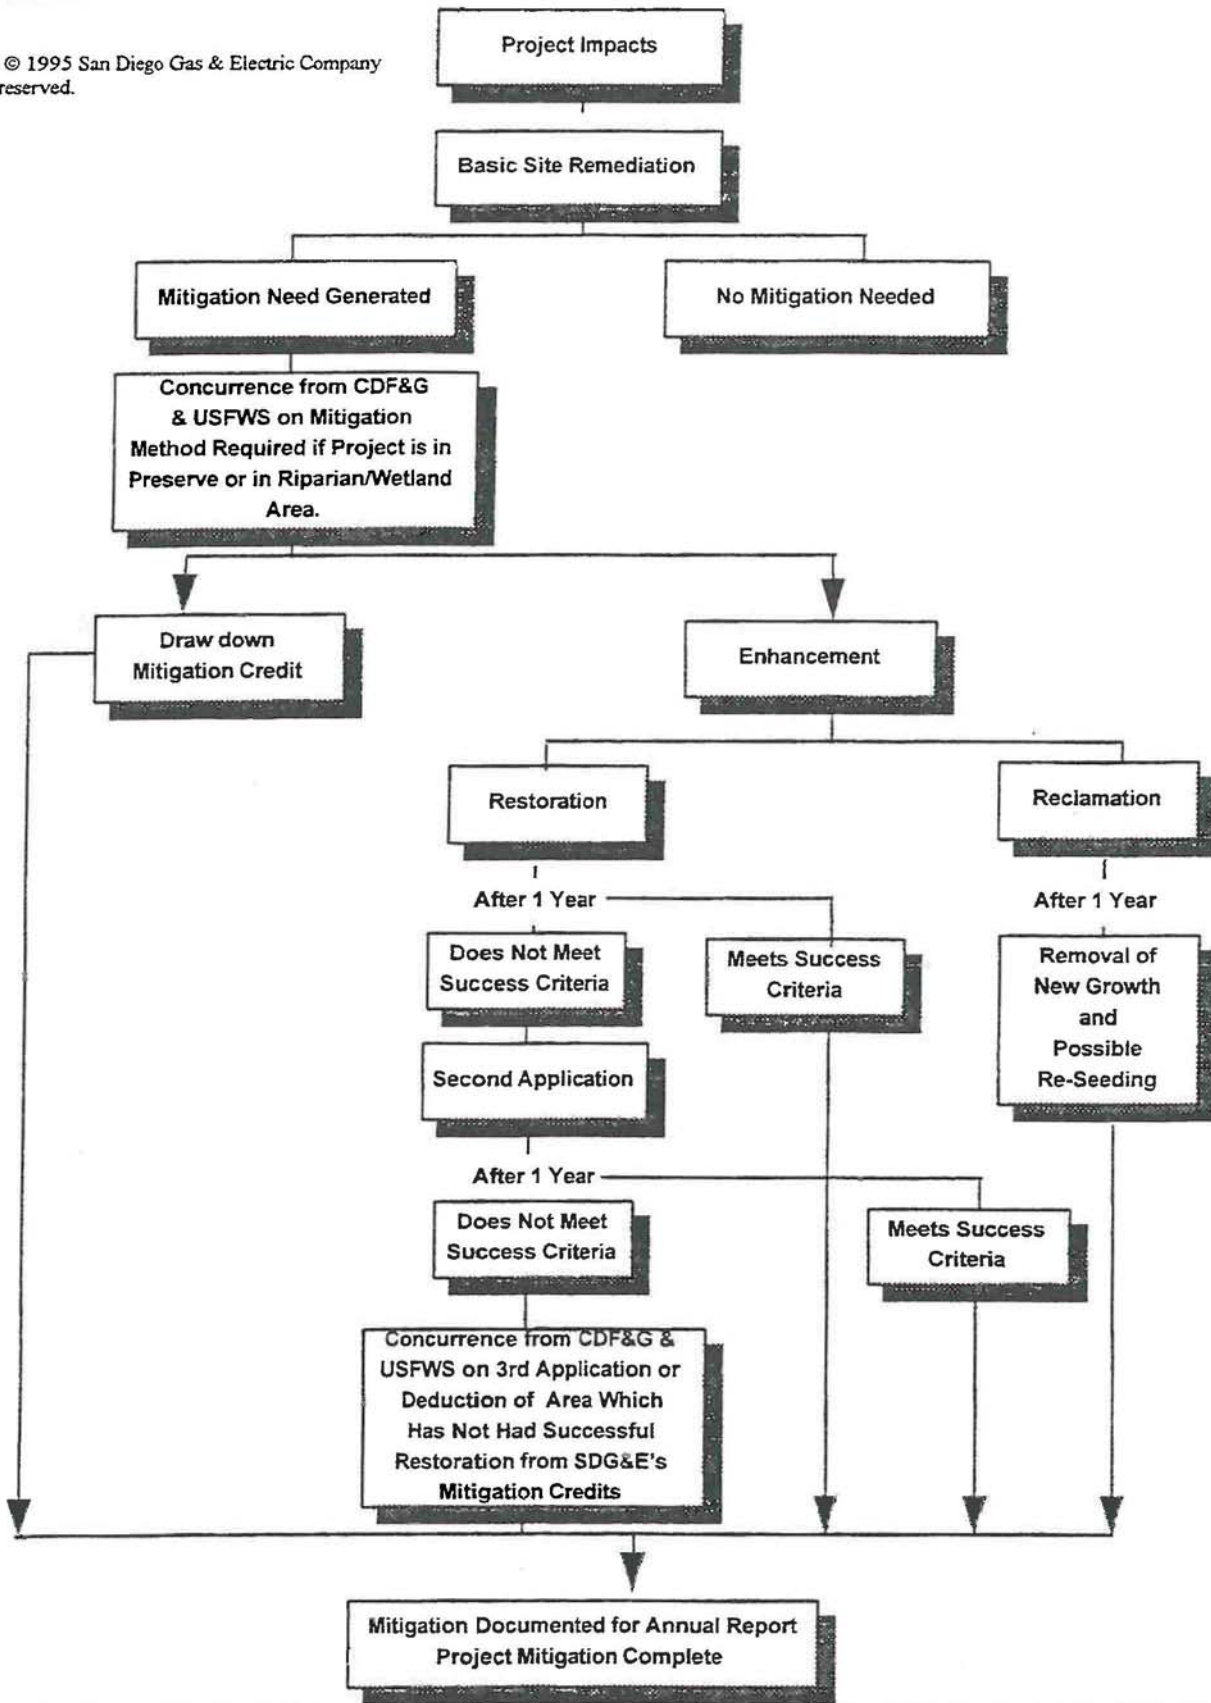 Project Impacts
© 1995 San Diego Gas & Electric Company
reserved.
Basic Site Remediation
Mitigation Need Generated
No Mitigation Needed
Concurrence from CDF&G
& USFWS on Mitigation
Method Required if Project is in
Preserve or in Riparian/Wetland
Area.
Draw down
Mitigation Credit
Enhancement
Restoration
Reclamation
After 1 Year
After 1 Year
Does Not Meet
Success Criteria
Meets Success
Criteria
Removal of
New Growth
and
Possible
Re-Seeding
Second Application
After 1 Year
Does Not Meet
Success Criteria
Meets Success
Criteria
Concurrence from CDF&G &
USFWS on 3rd Application or
Deduction of Area Which
Has Not Had Successful
Restoration from SDG&E's
Mitigation Credits
Mitigation Documented for Annual Report
Project Mitigation Complete